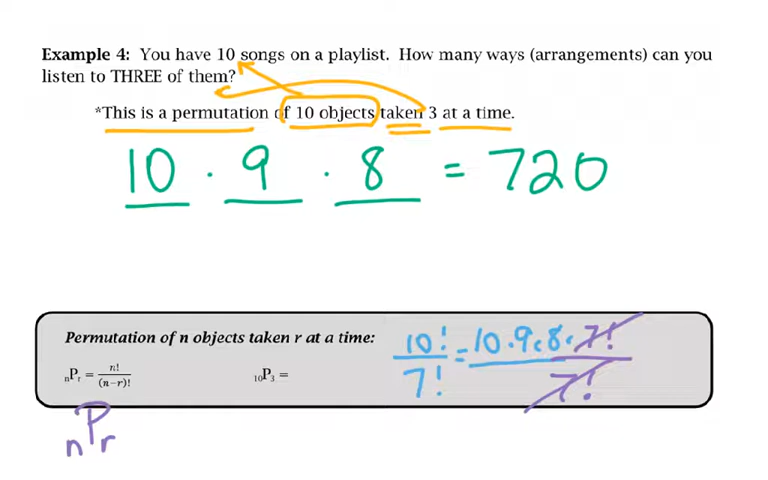 Example 4: You have 10 songs on a playlist. How many ways (arrangements) can you
listen to THREE of them?
*This is a permutation of 10 objects taken 3 at a time.
10 · 9 · 8 = 720
Permutation of n objects taken r at a time:
nPr = n!/(n−r)! 10P3 = 10!/7! = 10·9·8·7!/7!
nPr